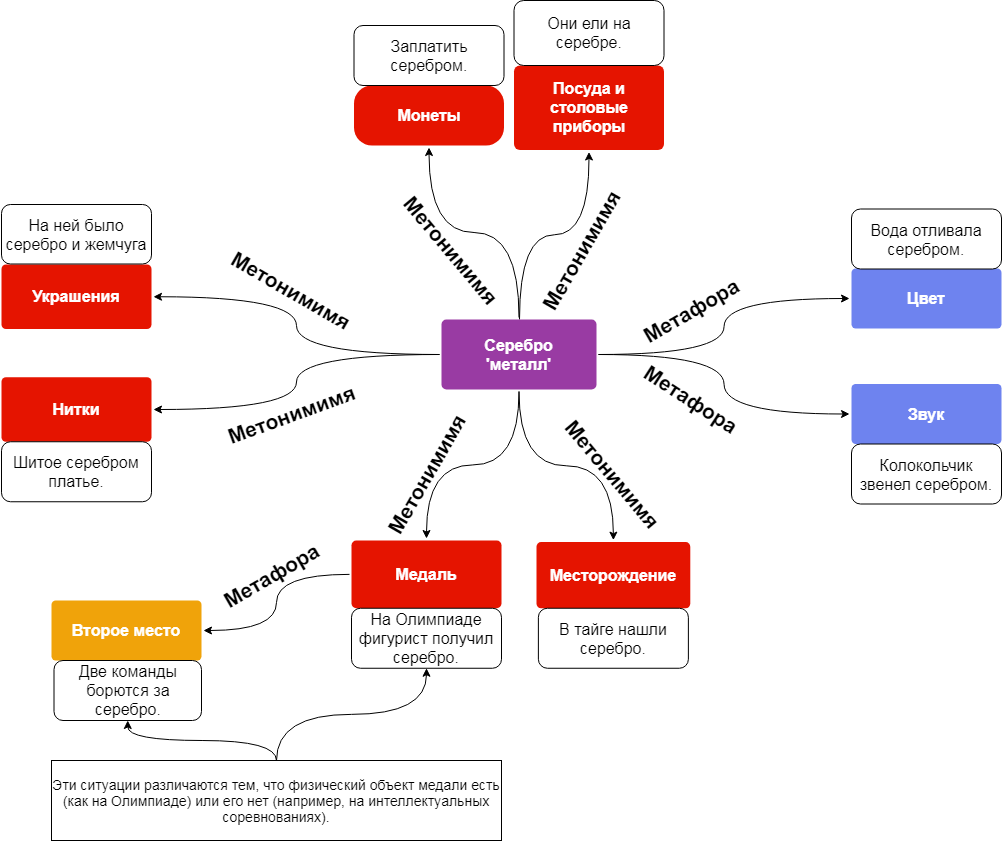 Они ели на
серебре.
Заплатить
серебром.
Посуда и
столовые
приборы
Монеты
Метонимимя
Метонимимя
На ней было
серебро и жемчуга
Украшения
Метонимимя
Вода отливала
серебром.
Цвет
Метафора
Серебро
'металл'
Нитки
Шитое серебром
платье.
Метонимимя
Метафора
Звук
Колокольчик
звенел серебром.
Метонимимя
Метонимимя
Медаль
На Олимпиаде
фигурист получил
серебро.
Месторождение
В тайге нашли
серебро.
Метафора
Второе место
Две команды
борются за
серебро.
Эти ситуации различаются тем, что физический объект медали есть
(как на Олимпиаде) или его нет (например, на интеллектуальных
соревнованиях).